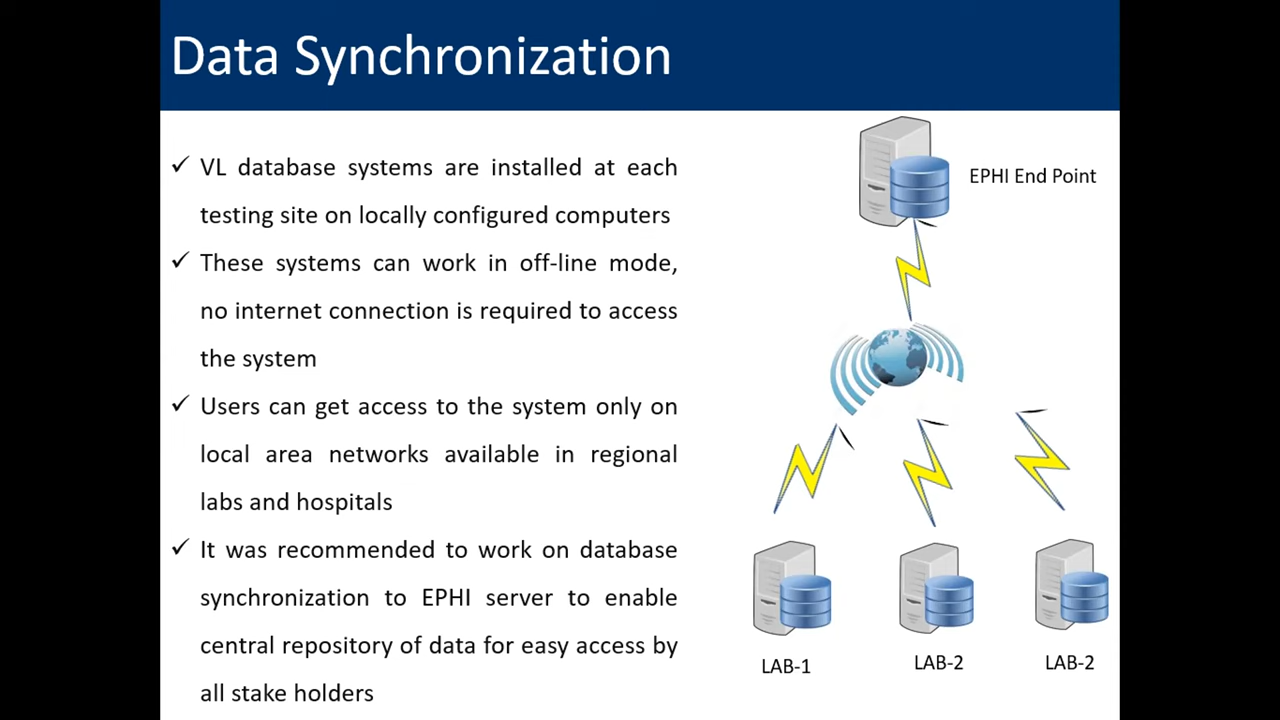 Data Synchronization
✓ VL database systems are installed at each
testing site on locally configured computers
✓ These systems can work in off-line mode,
no internet connection is required to access
the system
✓ Users can get access to the system only on
local area networks available in regional
labs and hospitals
✓ It was recommended to work on database
synchronization to EPHI server to enable
central repository of data for easy access by
all stake holders
EPHI End Point
LAB-1
LAB-2
LAB-2